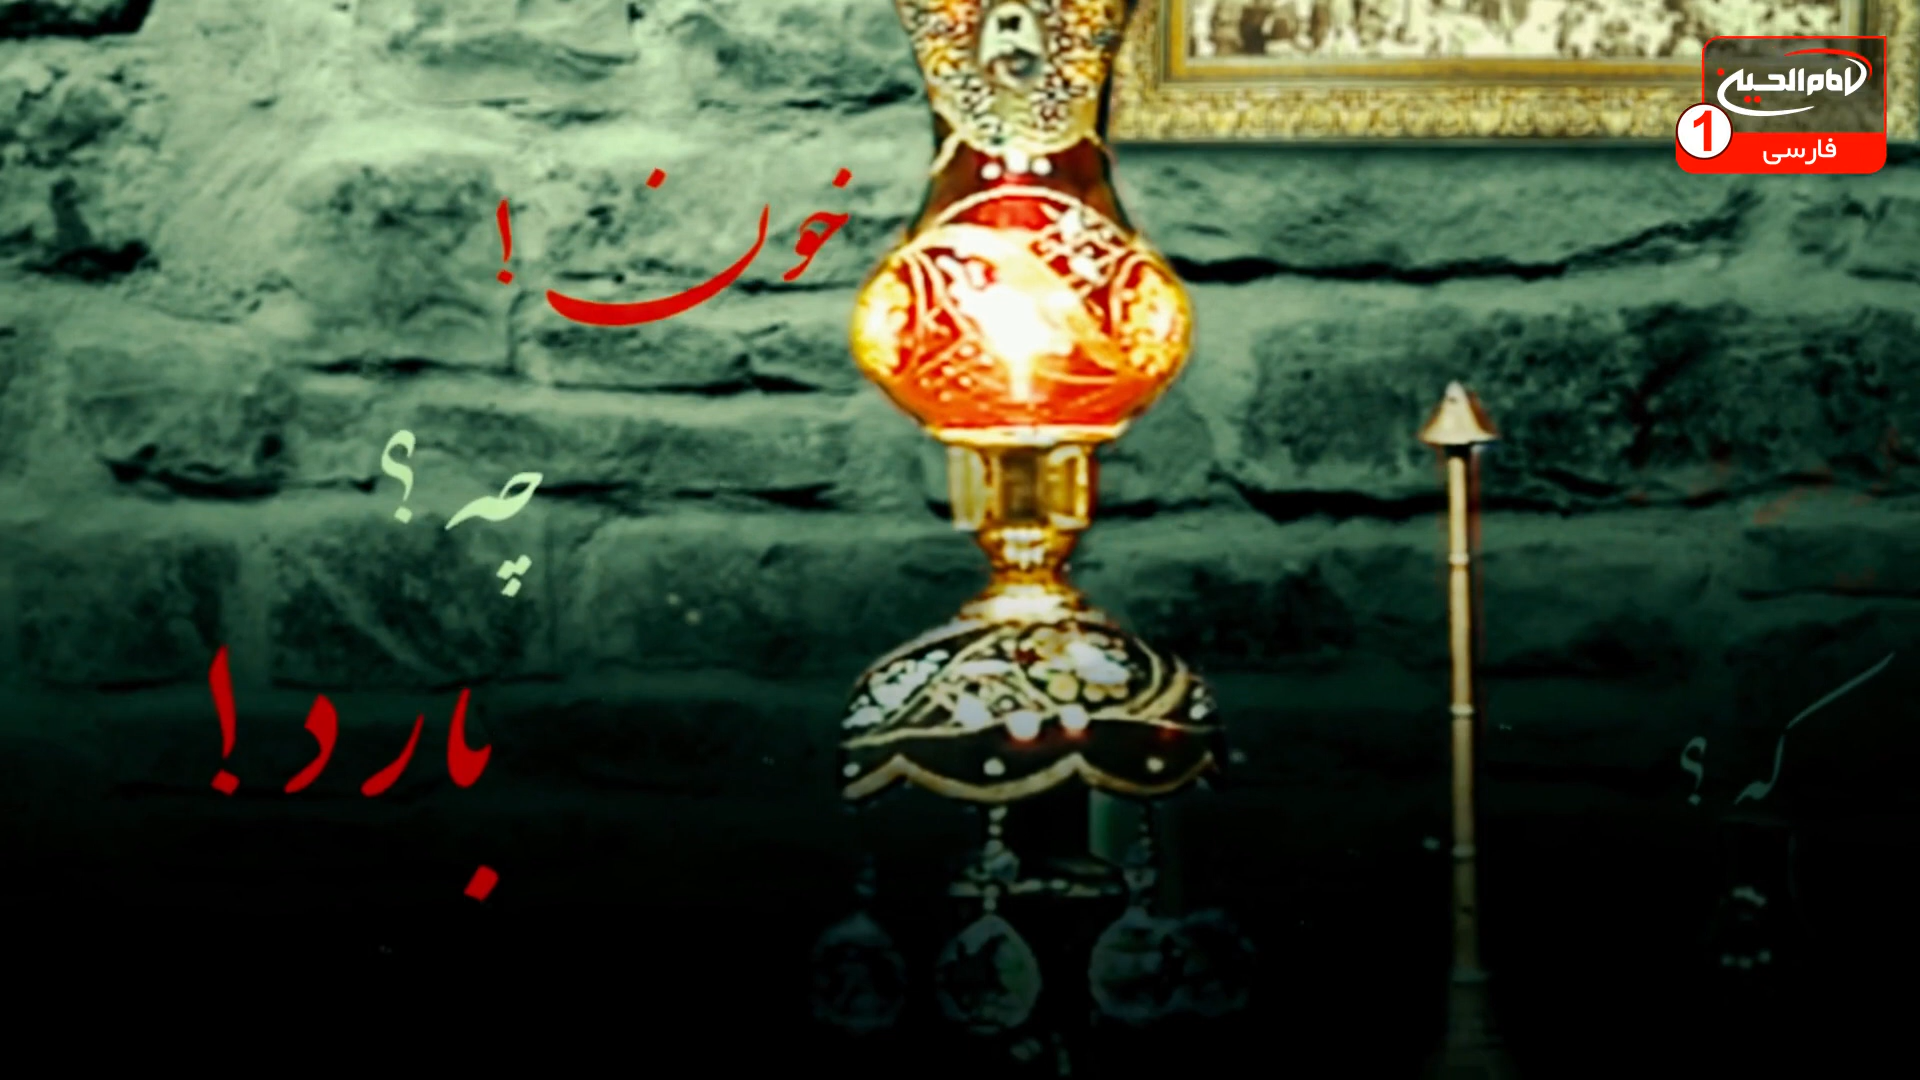 امام الحسین
1
فارسی
خون !
چه ؟
بارد !
که ؟